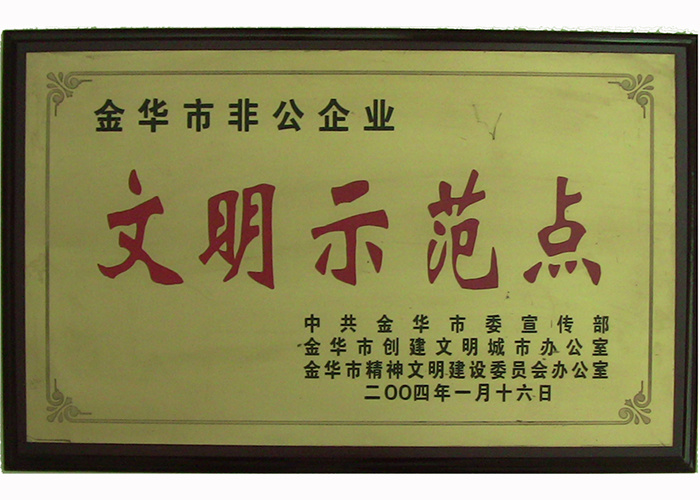 金华市非公企业
文明示范点
中共金华市委宣传部
金华市创建文明城市办公室
金华市精神文明建设委员会办公室
二〇〇四年一月十六日